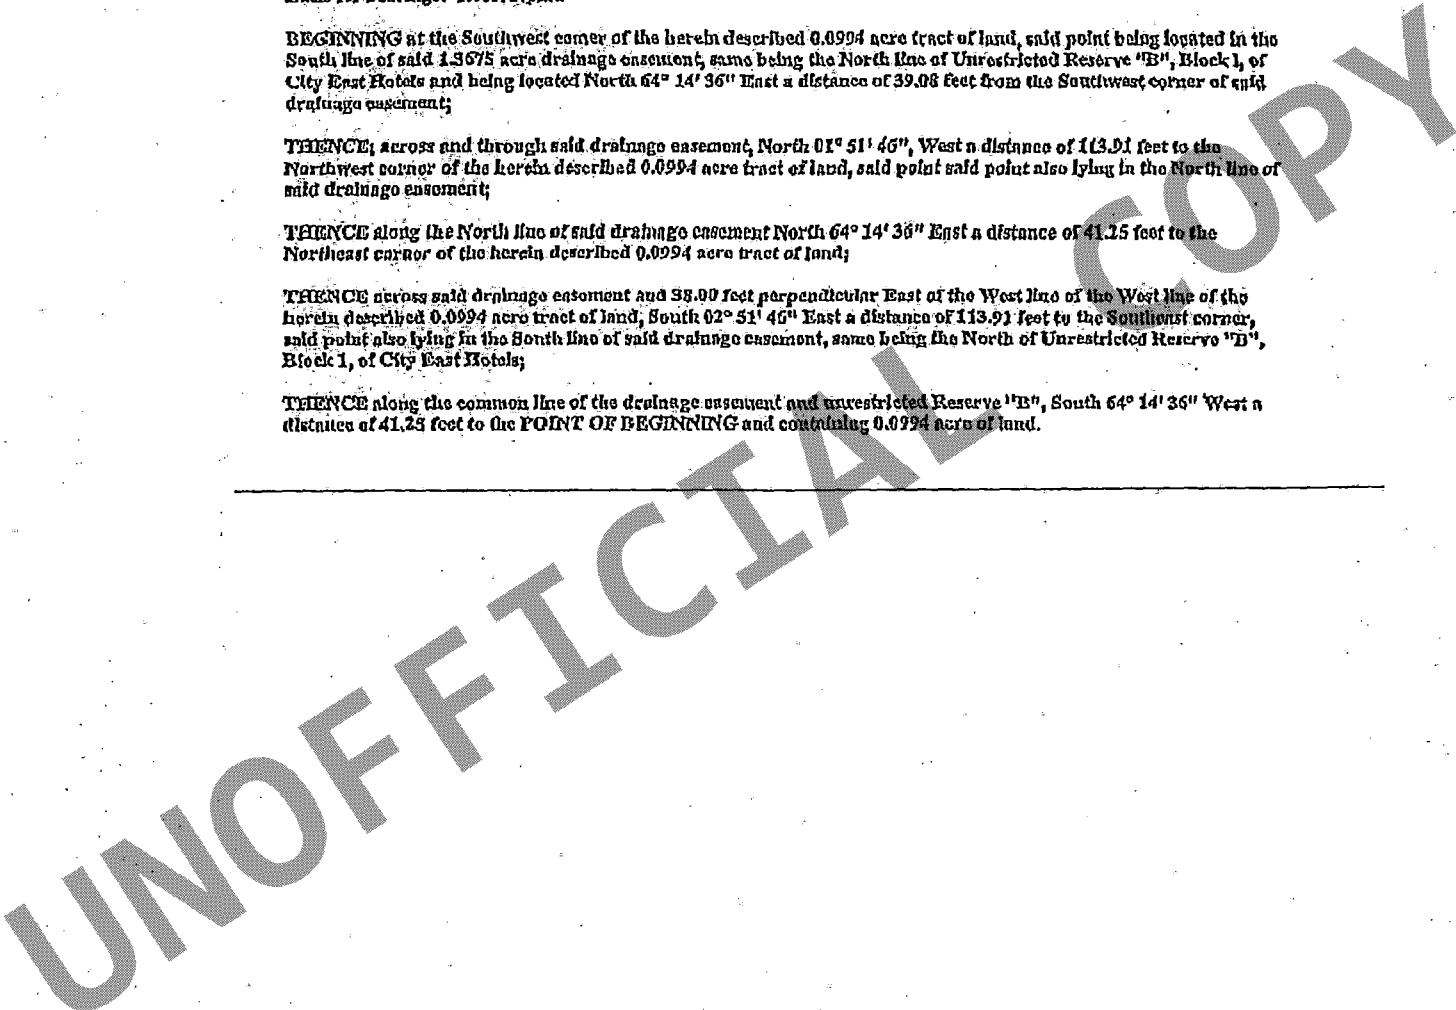 BEGINNING at the Southwest corner of the herein described 0.0994 acre tract of land, said point being located in the
South line of said 1.3675 acre drainage easement, same being the North line of Unrestricted Reserve "B", Block 1, of
City East Hotels and being located North 64° 14' 36" East a distance of 39.08 feet from the Southwest corner of said
drainage easement;
THENCE; across and through said drainage easement, North 01° 51' 46", West a distance of 113.91 feet to the
Northwest corner of the herein described 0.0994 acre tract of land, said point said point also lying in the North line of
said drainage easement;
THENCE along the North line of said drainage easement North 64° 14' 36" East a distance of 41.25 feet to the
Northeast corner of the herein described 0.0994 acre tract of land;
THENCE across said drainage easement and 38.00 feet perpendicular East of the West line of the West line of the
herein described 0.0994 acre tract of land, South 02° 51' 46" East a distance of 113.91 feet to the Southeast corner,
said point also lying in the South line of said drainage easement, same being the North of Unrestricted Reserve "B",
Block 1, of City East Hotels;
THENCE along the common line of the drainage easement and unrestricted Reserve "B", South 64° 14' 36" West a
distance of 41.25 feet to the POINT OF BEGINNING and containing 0.0994 acre of land.
UNOFFICIAL COPY